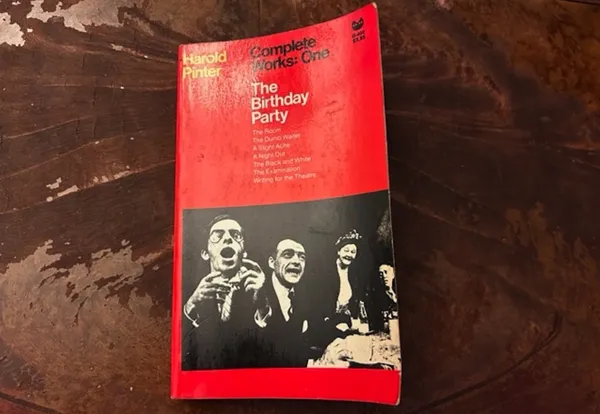 Harold
Pinter
Complete
Works: One
The
Birthday
Party
The Room
The Dumb Waiter
A Slight Ache
A Night Out
The Black and White
The Examination
Writing for the Theatre